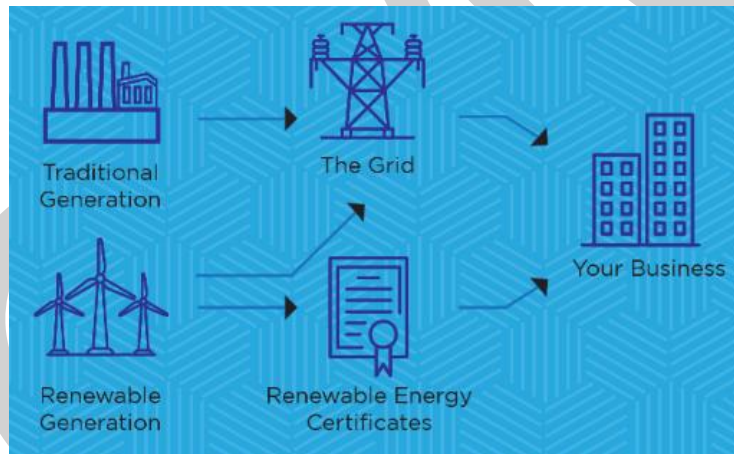 Traditional
Generation
The Grid
Your Business
Renewable
Generation
Renewable Energy
Certificates